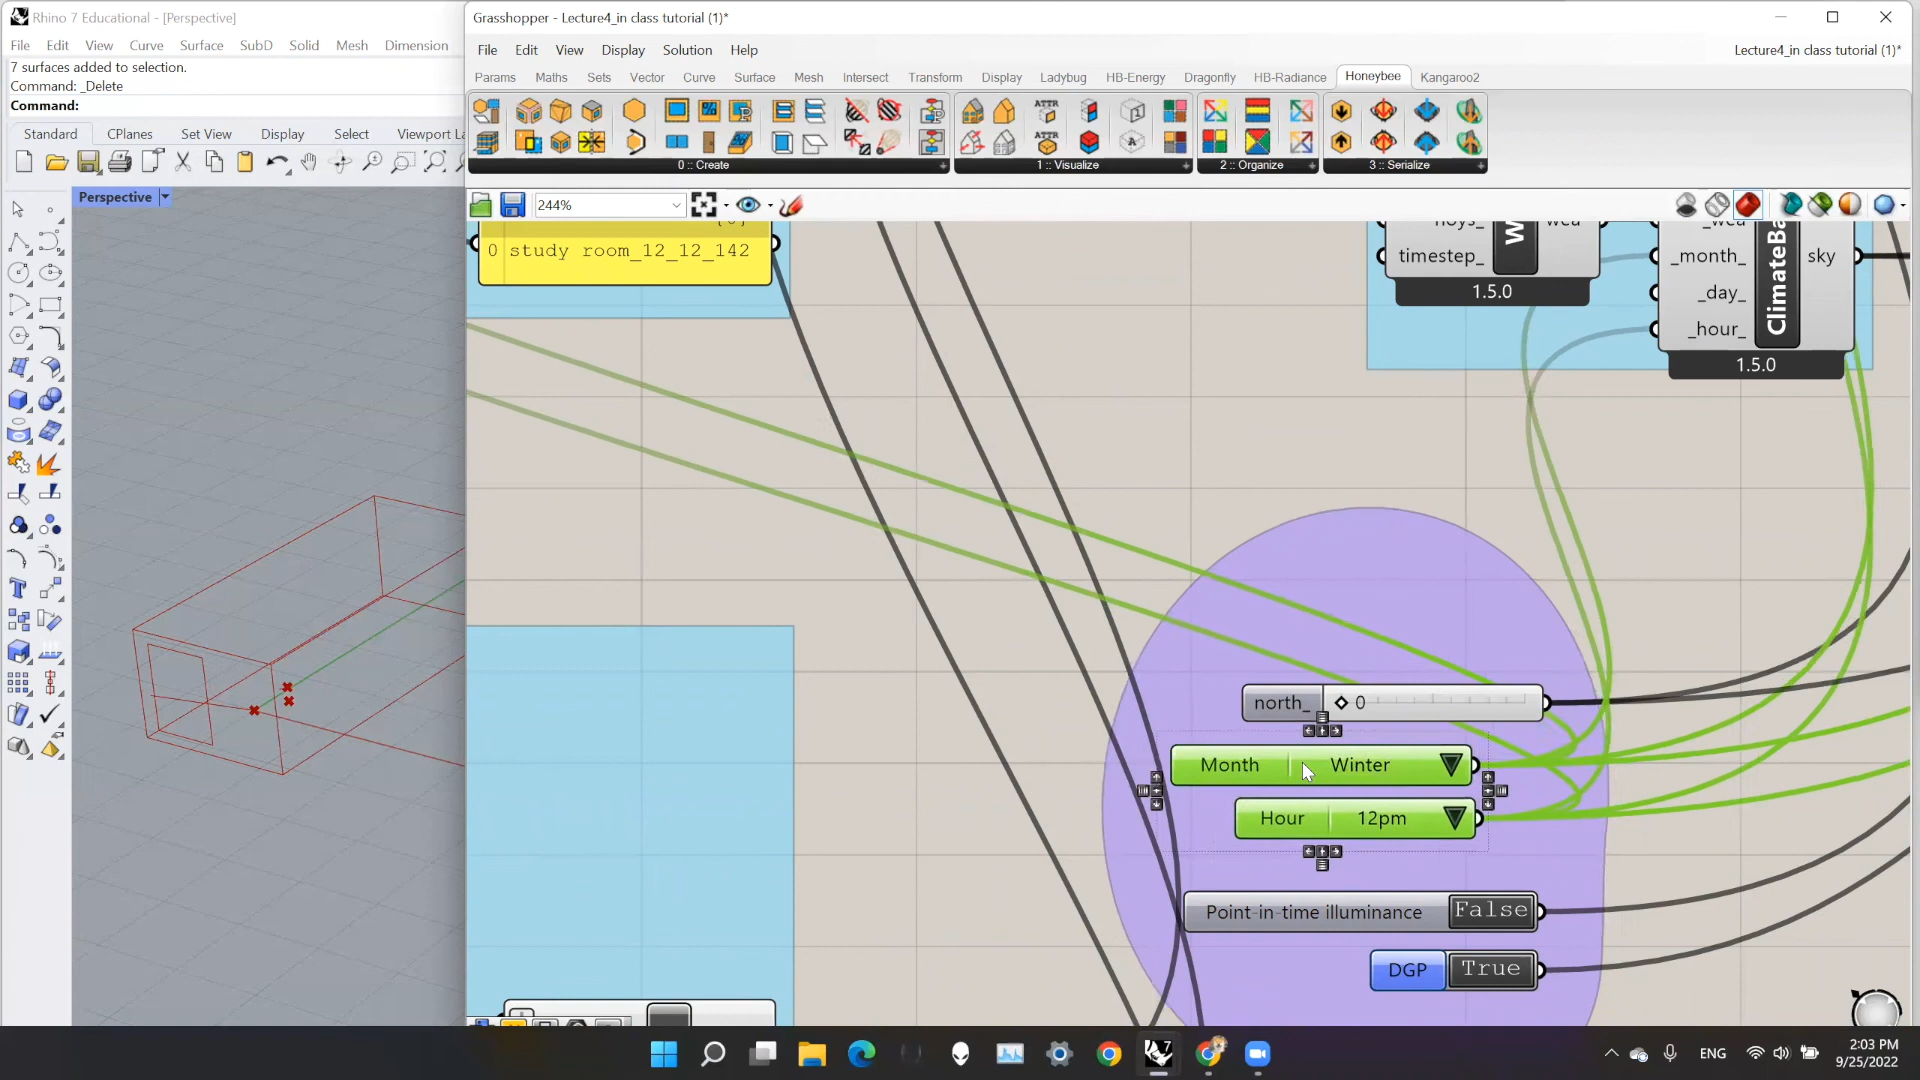 Rhino 7 Educational - [Perspective]
File Edit View Curve Surface SubD Solid Mesh Dimension
7 surfaces added to selection.
Command: _Delete
Command:
Standard CPlanes Set View Display Select Viewport La
Perspective
Grasshopper - Lecture4_in class tutorial (1)*
File Edit View Display Solution Help
Lecture4_in class tutorial (1)*
Params Maths Sets Vector Curve Surface Mesh Intersect Transform Display Ladybug HB-Energy Dragonfly HB-Radiance Honeybee Kangaroo2
ATTR
ATTR
0 :: Create 1 :: Visualize 2 :: Organize 3 :: Serialize
244%
0 study room_12_12_142
timestep_
1.5.0
_month_
_day_
_hour_
ClimateBa
sky
1.5.0
north_ 0
Month Winter
Hour 12pm
Point-in-time illuminance False
DGP True
ENG
2:03 PM
9/25/2022